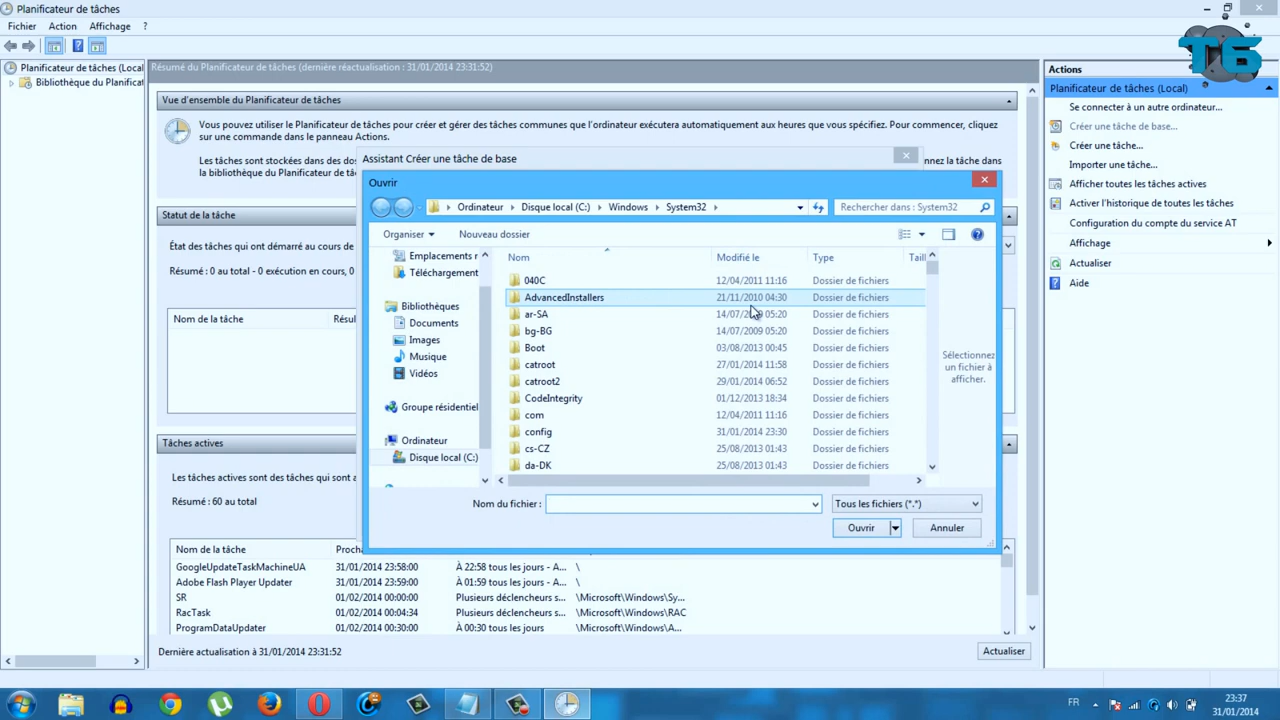 Planificateur de tâches
Fichier Action Affichage ?
T6
Planificateur de tâches (Local
Bibliothèque du Planificat
Résumé du Planificateur de tâches (dernière réactualisation : 31/01/2014 23:31:52)
Vue d'ensemble du Planificateur de tâches
Vous pouvez utiliser le Planificateur de tâches pour créer et gérer des tâches communes que l'ordinateur exécutera automatiquement aux heures que vous spécifiez. Pour commencer, cliquez
sur une commande dans le panneau Actions.
Les tâches sont stockées dans des dos
la bibliothèque du Planificateur de tâch
nnez la tâche dans
Statut de la tâche
État des tâches qui ont démarré au cours de
Résumé : 0 au total - 0 exécution en cours, 0
Nom de la tâche Résul
Tâches actives
Les tâches actives sont des tâches qui sont a
Résumé : 60 au total
Nom de la tâche Procha
GoogleUpdateTaskMachineUA 31/01/2014 23:58:00 À 22:58 tous les jours - A... \
Adobe Flash Player Updater 31/01/2014 23:59:00 À 01:59 tous les jours - A... \
SR 01/02/2014 00:00:00 Plusieurs déclencheurs s... \Microsoft\Windows\Sy...
RacTask 01/02/2014 00:04:34 Plusieurs déclencheurs s... \Microsoft\Windows\RAC
ProgramDataUpdater 01/02/2014 00:30:00 À 00:30 tous les jours \Microsoft\Windows\A...
Dernière actualisation à 31/01/2014 23:31:52
Actualiser
Assistant Créer une tâche de base
Ouvrir
Ordinateur Disque local (C:) Windows System32
Rechercher dans : System32
Organiser Nouveau dossier
Emplacements r
Téléchargement
Bibliothèques
Documents
Images
Musique
Vidéos
Groupe résidentiel
Ordinateur
Disque local (C:)
Nom Modifié le Type Taill
040C 12/04/2011 11:16 Dossier de fichiers
AdvancedInstallers 21/11/2010 04:30 Dossier de fichiers
ar-SA 14/07/2009 05:20 Dossier de fichiers
bg-BG 14/07/2009 05:20 Dossier de fichiers
Boot 03/08/2013 00:45 Dossier de fichiers
catroot 27/01/2014 11:58 Dossier de fichiers
catroot2 29/01/2014 06:52 Dossier de fichiers
CodeIntegrity 01/12/2013 18:34 Dossier de fichiers
com 12/04/2011 11:16 Dossier de fichiers
config 31/01/2014 23:30 Dossier de fichiers
cs-CZ 25/08/2013 01:43 Dossier de fichiers
da-DK 25/08/2013 01:43 Dossier de fichiers
Sélectionnez
un fichier à
afficher.
Nom du fichier :
Tous les fichiers (*.*)
Ouvrir Annuler
Actions
Planificateur de tâches (Local)
Se connecter à un autre ordinateur...
Créer une tâche de base...
Créer une tâche...
Importer une tâche...
Afficher toutes les tâches actives
Activer l'historique de toutes les tâches
Configuration du compte du service AT
Affichage
Actualiser
Aide
FR
23:37
31/01/2014